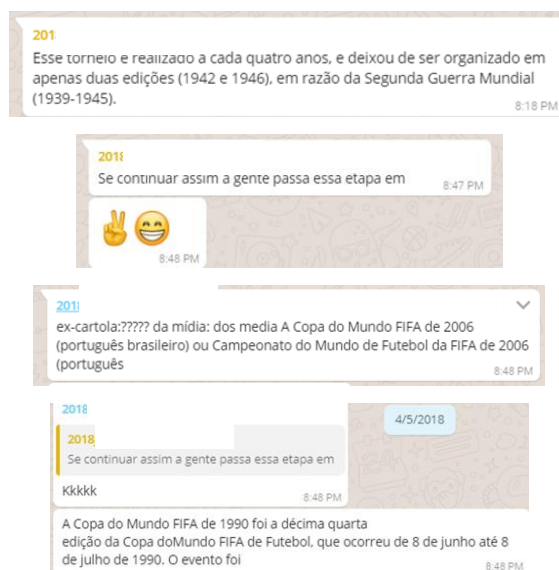 201
Esse torneio e realizado a cada quatro anos, e deixou de ser organizado em
apenas duas edições (1942 e 1946), em razão da Segunda Guerra Mundial
(1939-1945).
8:18 PM
2018
Se continuar assim a gente passa essa etapa em
8:47 PM
✌😁
8:48 PM
201
ex-cartola:????? da mídia: dos media A Copa do Mundo FIFA de 2006
(português brasileiro) ou Campeonato do Mundo de Futebol da FIFA de 2006
(português
8:48 PM
2018
4/5/2018
2018
Se continuar assim a gente passa essa etapa em
Kkkkk
8:48 PM
A Copa do Mundo FIFA de 1990 foi a décima quarta
edição da Copa doMundo FIFA de Futebol, que ocorreu de 8 de junho até 8
de julho de 1990. O evento foi
8:48 PM